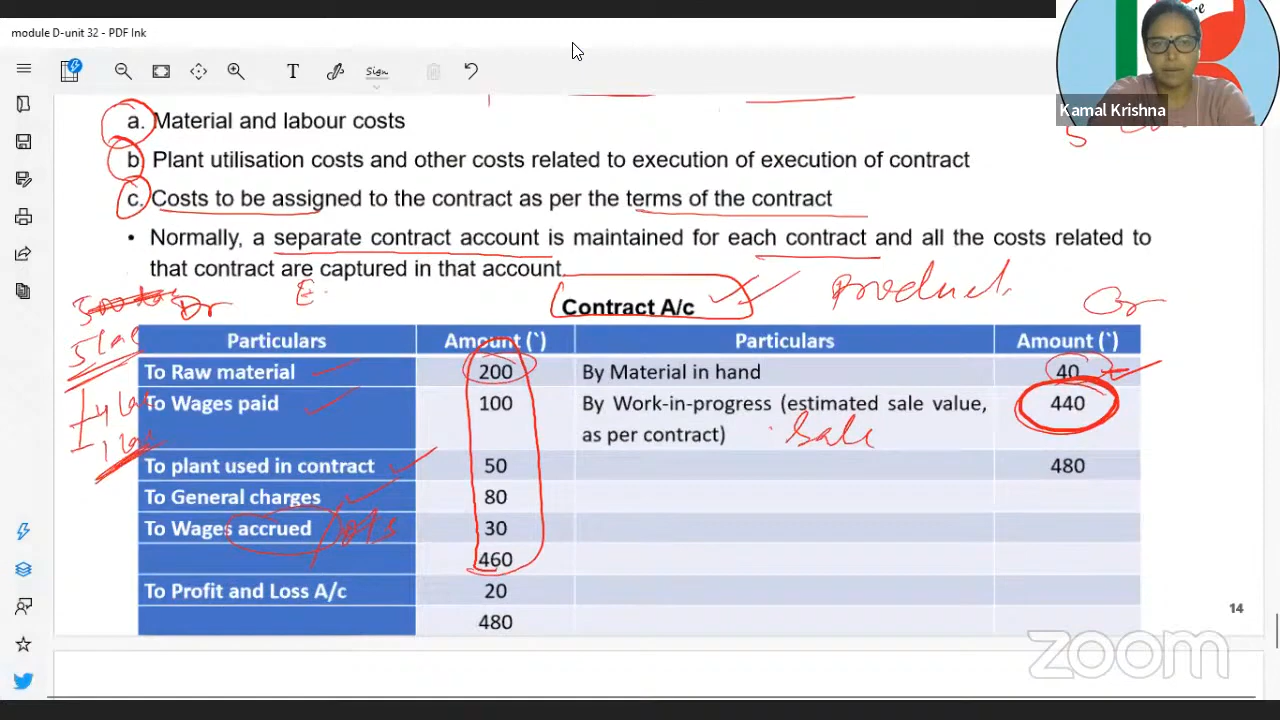 module D-unit 32 - PDF Ink
Kamal Krishna
a. Material and labour costs
b Plant utilisation costs and other costs related to execution of execution of contract
c. Costs to be assigned to the contract as per the terms of the contract
• Normally, a separate contract account is maintained for each contract and all the costs related to
that contract are captured in that account.
Dr
Contract A/c
Product
Cr
5 lac
Particulars Amount (`) Particulars Amount (`)
To Raw material 200 By Material in hand 40
To Wages paid 100 By Work-in-progress (estimated sale value, 440
as per contract) Sale
To plant used in contract 50 480
To General charges 80
To Wages accrued 30
460
To Profit and Loss A/c 20
480
14
zoom
T
Sign